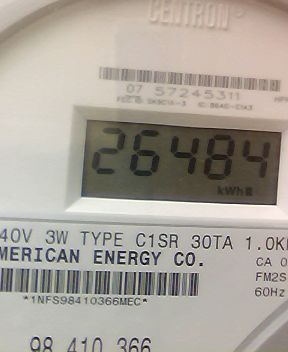 CENTRON
07 57245311
26484
kWh
40V 3W TYPE C1SR 30TA 1.0K
MERICAN ENERGY CO.
CA 0
FM2S
60Hz
*1NFS98410366MEC*
98 410 366